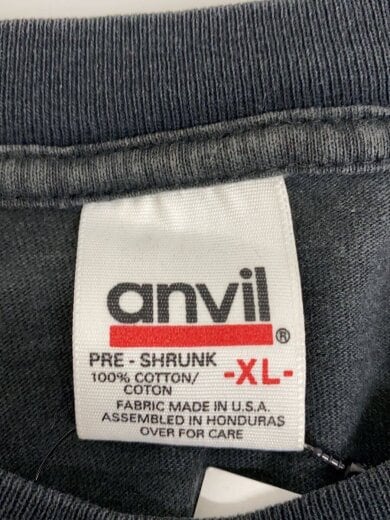 anvil®
PRE - SHRUNK
100% COTTON/
COTON
-XL-
FABRIC MADE IN U.S.A.
ASSEMBLED IN HONDURAS
OVER FOR CARE